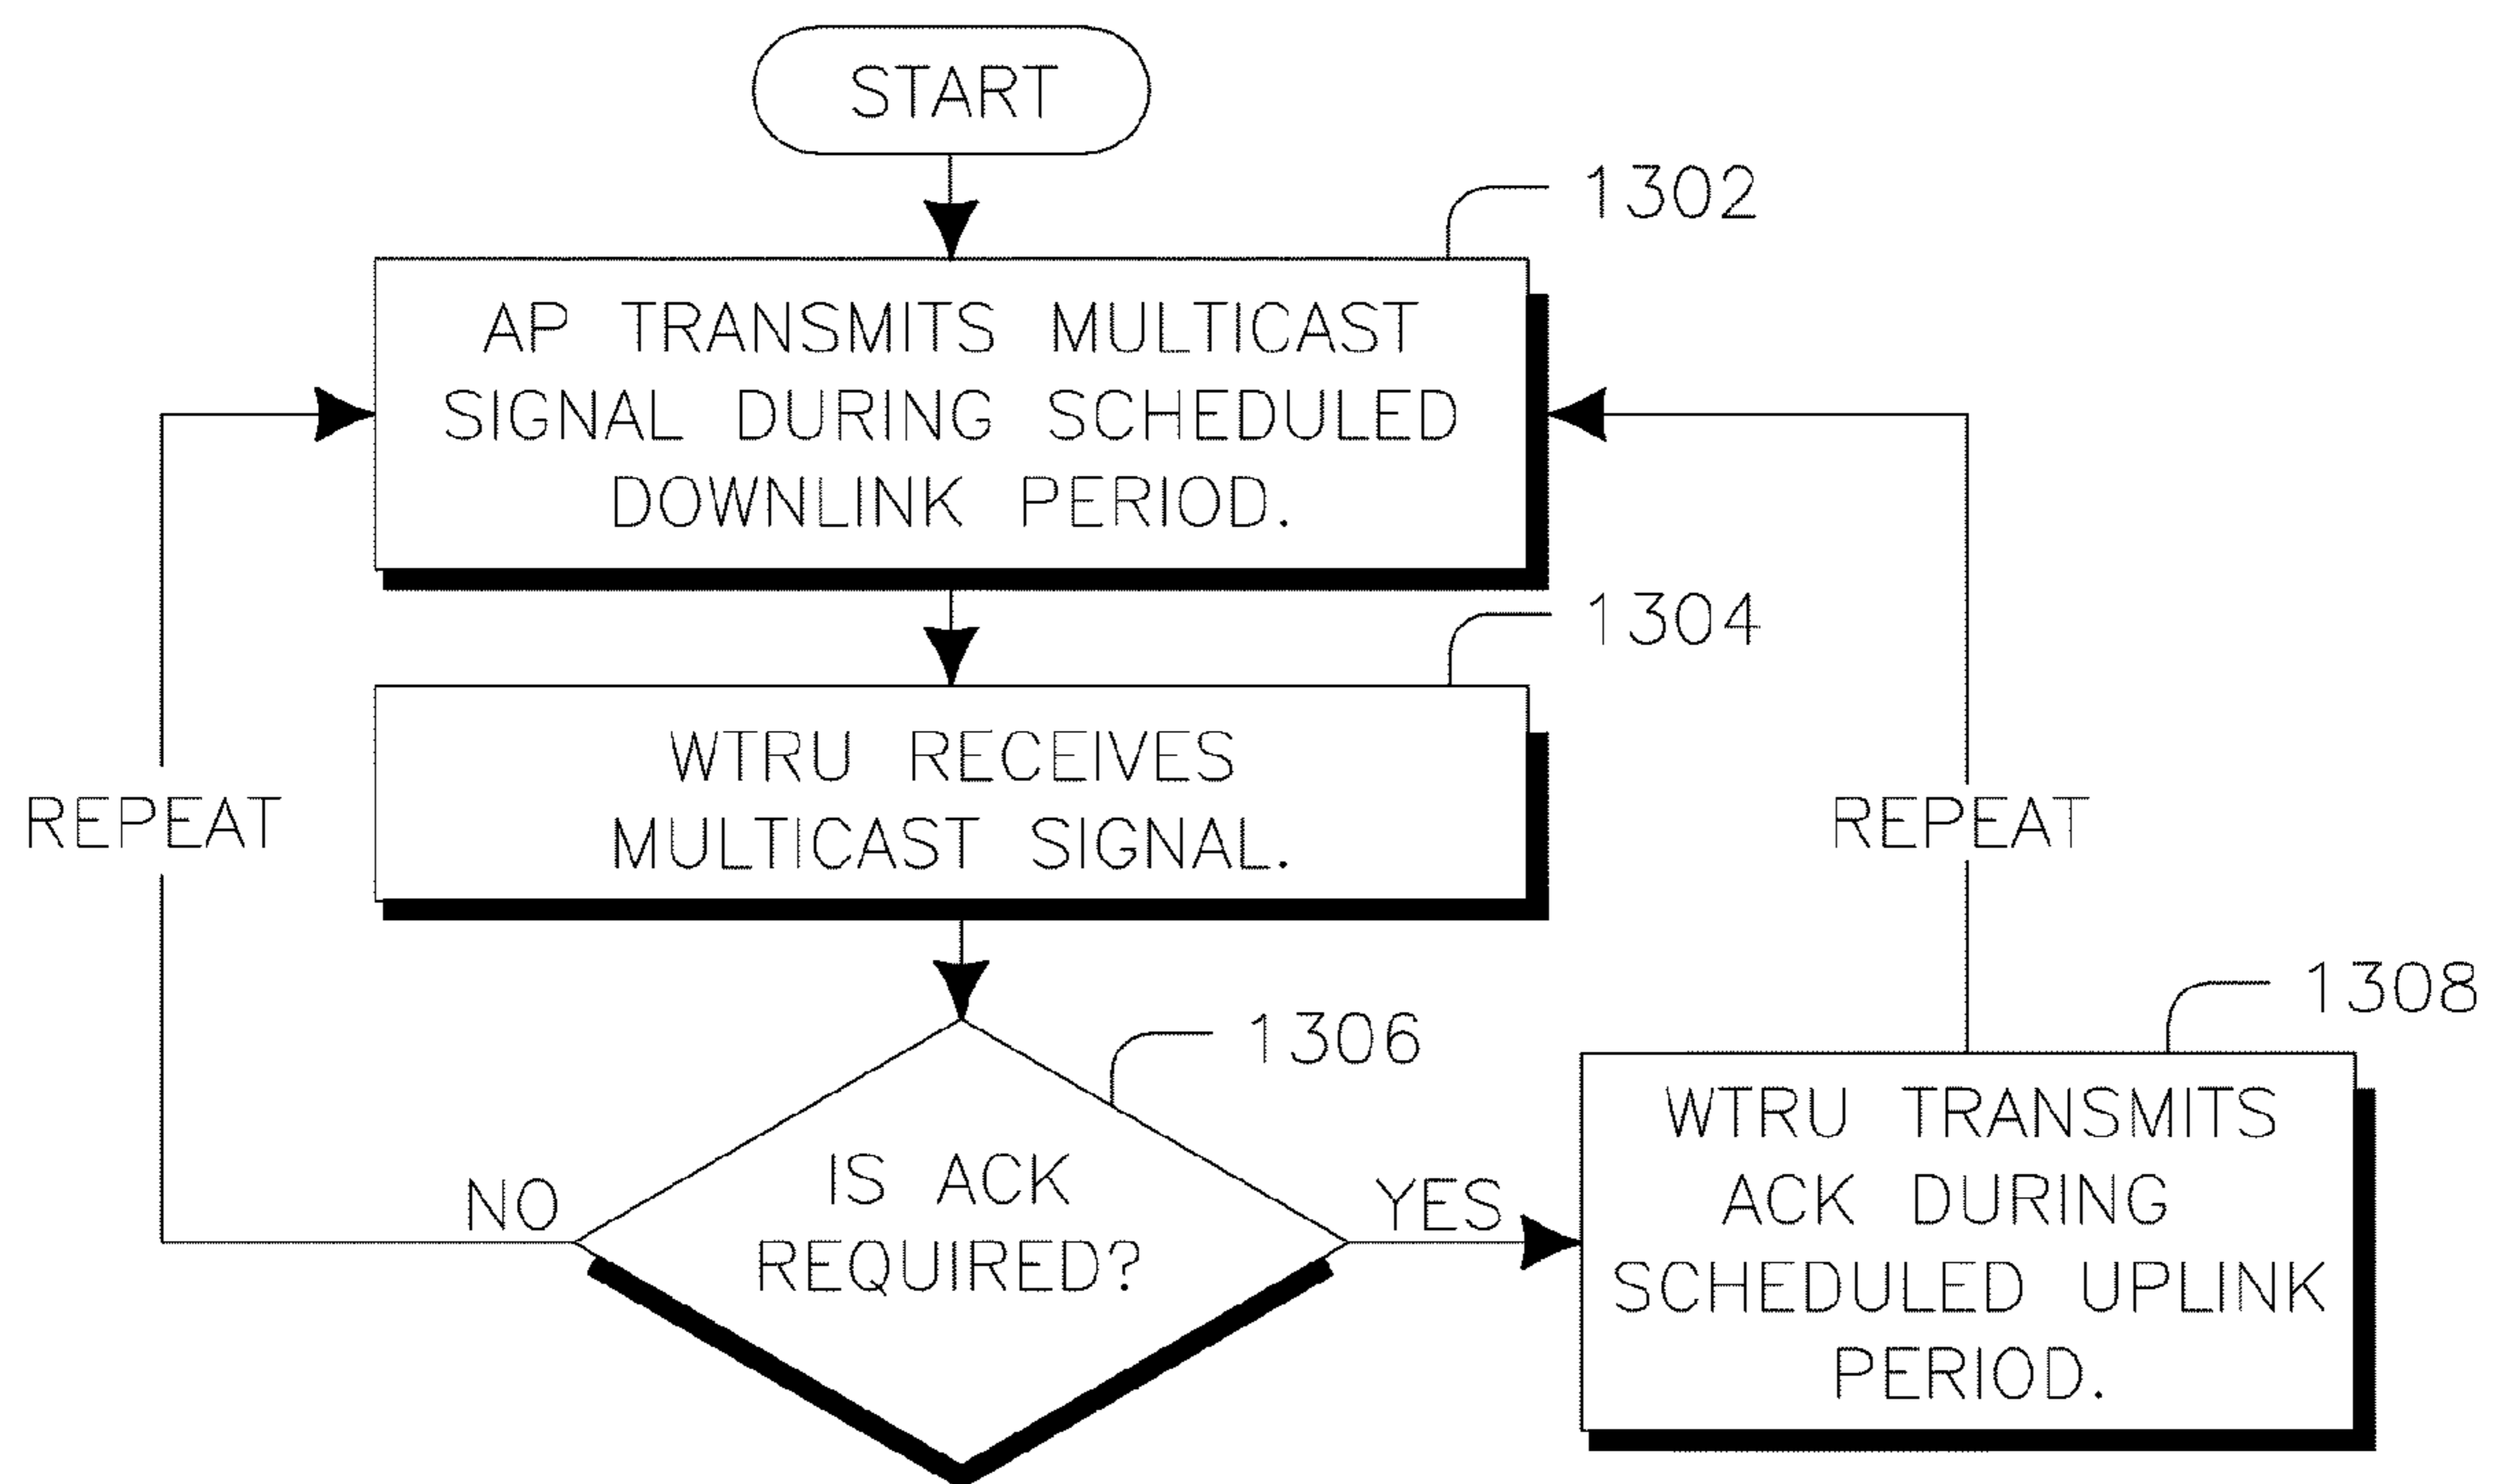 START
1302
AP TRANSMITS MULTICAST
SIGNAL DURING SCHEDULED
DOWNLINK PERIOD.
1304
WTRU RECEIVES
MULTICAST SIGNAL.
REPEAT
REPEAT
1306
IS ACK
REQUIRED?
NO
YES
1308
WTRU TRANSMITS
ACK DURING
SCHEDULED UPLINK
PERIOD.